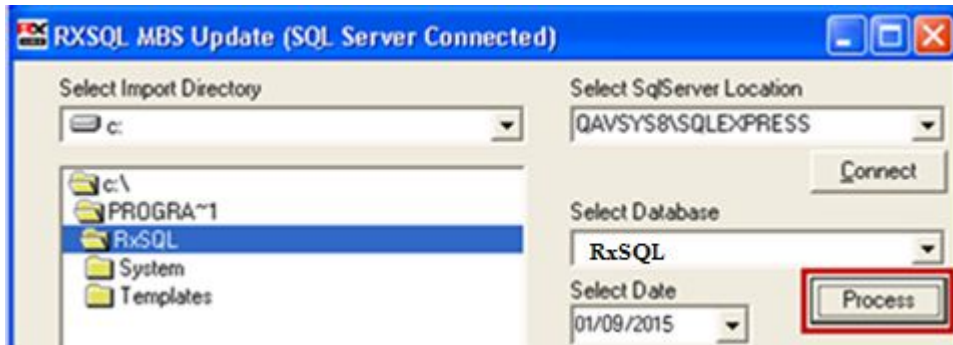 RXSQL MBS Update (SQL Server Connected)
Select Import Directory
c:
c:\
PROGRA~1
RxSQL
System
Templates
Select SqlServer Location
QAVSYS8\SQLEXPRESS
Connect
Select Database
RxSQL
Select Date
01/09/2015
Process